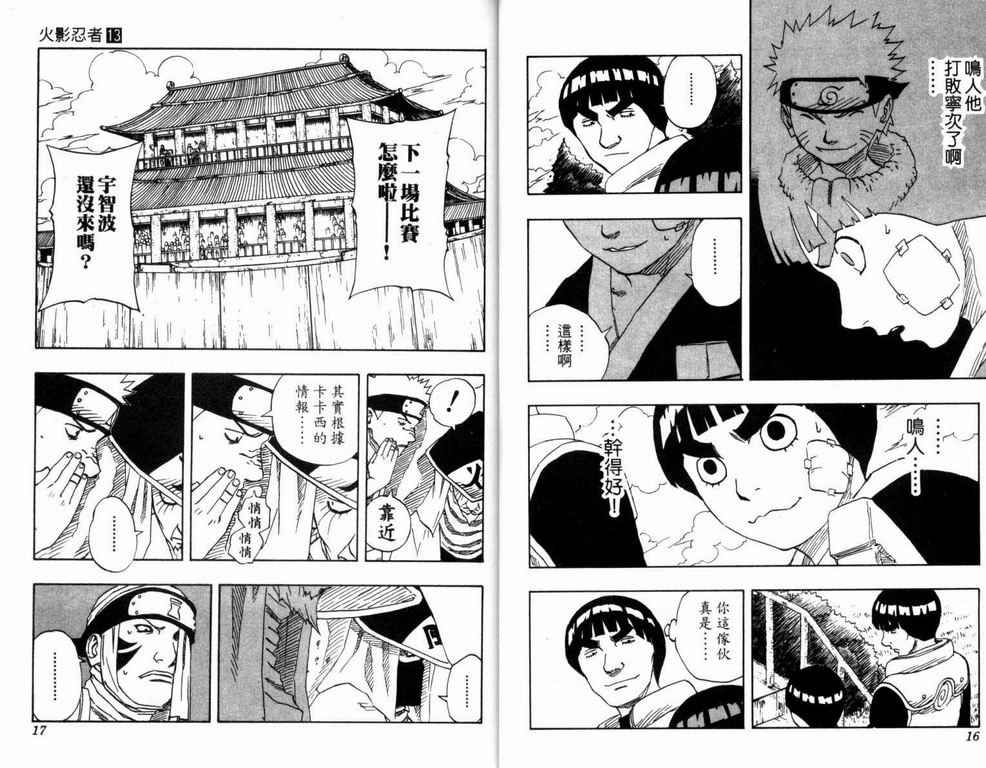 鳴人他
打敗寧次了啊
……
……
……
……
這樣啊
……
……
鳴人……
…幹得好！
你這傢伙
真是……
16
火影忍者13
下一場比賽
怎麼啦——！
宇智波
還沒來嗎？
！
靠近
其實根據
卡卡西的
情報……
悄悄
悄悄
……
……
……
17